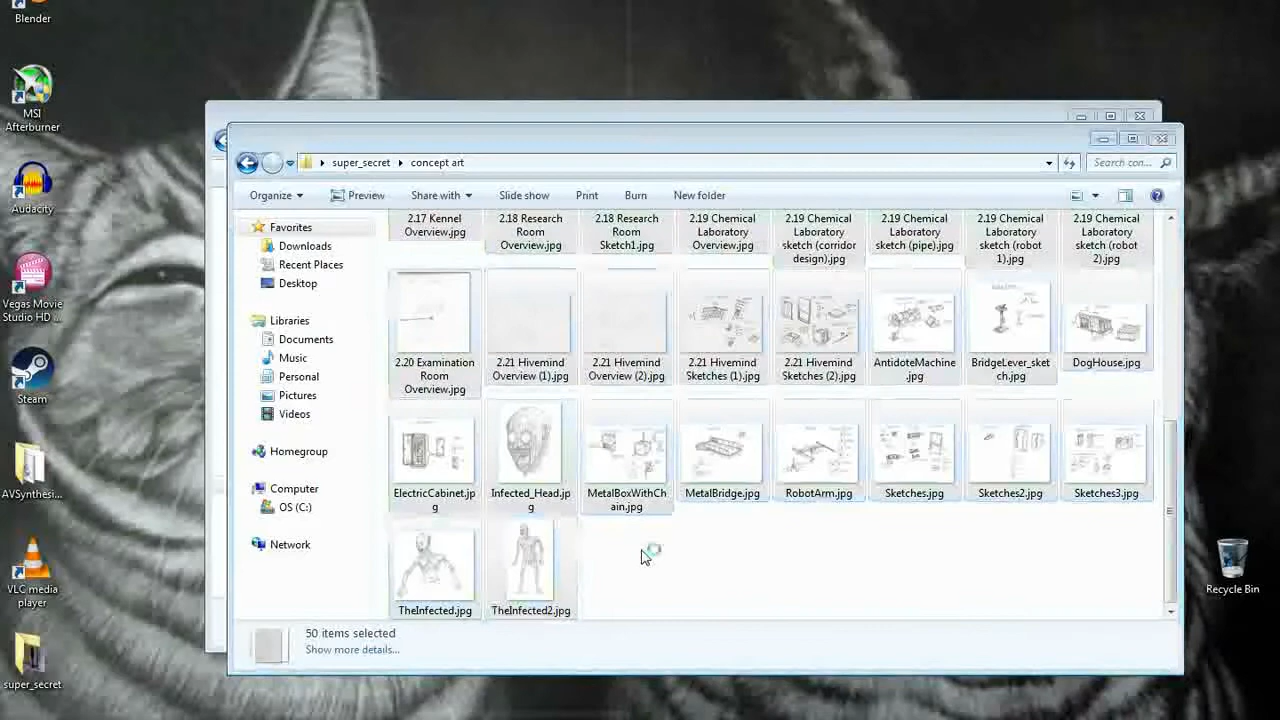 Blender
MSI
Afterburner
Audacity
Vegas Movie
Studio HD ...
Steam
AVSynthesi...
VLC media
player
super_secret
super_secret
concept art
Search con...
Organize
Preview
Share with
Slide show
Print
Burn
New folder
Favorites
Downloads
Recent Places
Desktop
Libraries
Documents
Music
Personal
Pictures
Videos
Homegroup
Computer
OS (C:)
Network
2.17 Kennel
Overview.jpg
2.18 Research
Room
Overview.jpg
2.18 Research
Room
Sketch1.jpg
2.19 Chemical
Laboratory
Overview.jpg
2.19 Chemical
Laboratory
sketch (corridor
design).jpg
2.19 Chemical
Laboratory
sketch (pipe).jpg
2.19 Chemical
Laboratory
sketch (robot
1).jpg
2.19 Chemical
Laboratory
sketch (robot
2).jpg
2.20 Examination
Room
Overview.jpg
2.21 Hivemind
Overview (1).jpg
2.21 Hivemind
Overview (2).jpg
2.21 Hivemind
Sketches (1).jpg
2.21 Hivemind
Sketches (2).jpg
AntidoteMachine
.jpg
BridgeLever_sket
ch.jpg
DogHouse.jpg
ElectricCabinet.jp
g
Infected_Head.jp
g
MetalBoxWithCh
ain.jpg
MetalBridge.jpg
RobotArm.jpg
Sketches.jpg
Sketches2.jpg
Sketches3.jpg
TheInfected.jpg
TheInfected2.jpg
50 items selected
Show more details...
Recycle Bin